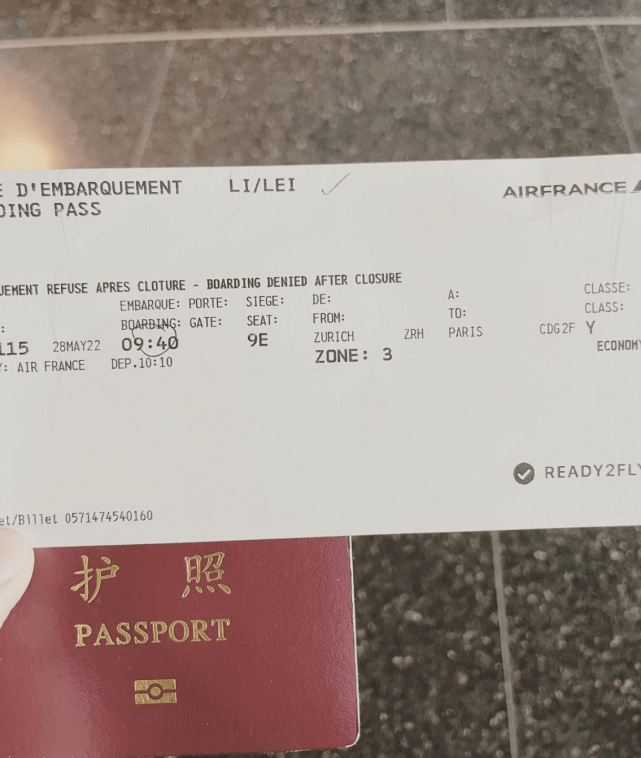 E D'EMBARQUEMENT LI/LEI AIRFRANCE
DING PASS
UEMENT REFUSE APRES CLOTURE - BOARDING DENIED AFTER CLOSURE
EMBARQUE: PORTE: SIEGE: DE: A: CLASSE:
: BOARDING: GATE: SEAT: FROM: TO: CLASS:
115 28MAY22 09:40 9E ZURICH ZRH PARIS CDG2F Y
: AIR FRANCE DEP.10:10 ZONE: 3 ECONOMY
READY2FLY
et/Billet 0571474540160
护 照
PASSPORT